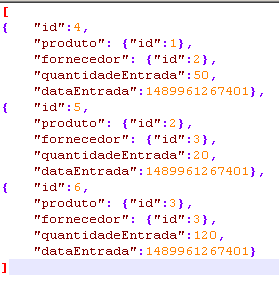 [
{    "id":4,
     "produto": {"id":1},
     "fornecedor": {"id":2},
     "quantidadeEntrada":50,
     "dataEntrada":1489961267401},
{    "id":5,
     "produto": {"id":2},
     "fornecedor": {"id":3},
     "quantidadeEntrada":20,
     "dataEntrada":1489961267401},
{    "id":6,
     "produto": {"id":3},
     "fornecedor": {"id":3},
     "quantidadeEntrada":120,
     "dataEntrada":1489961267401}
]